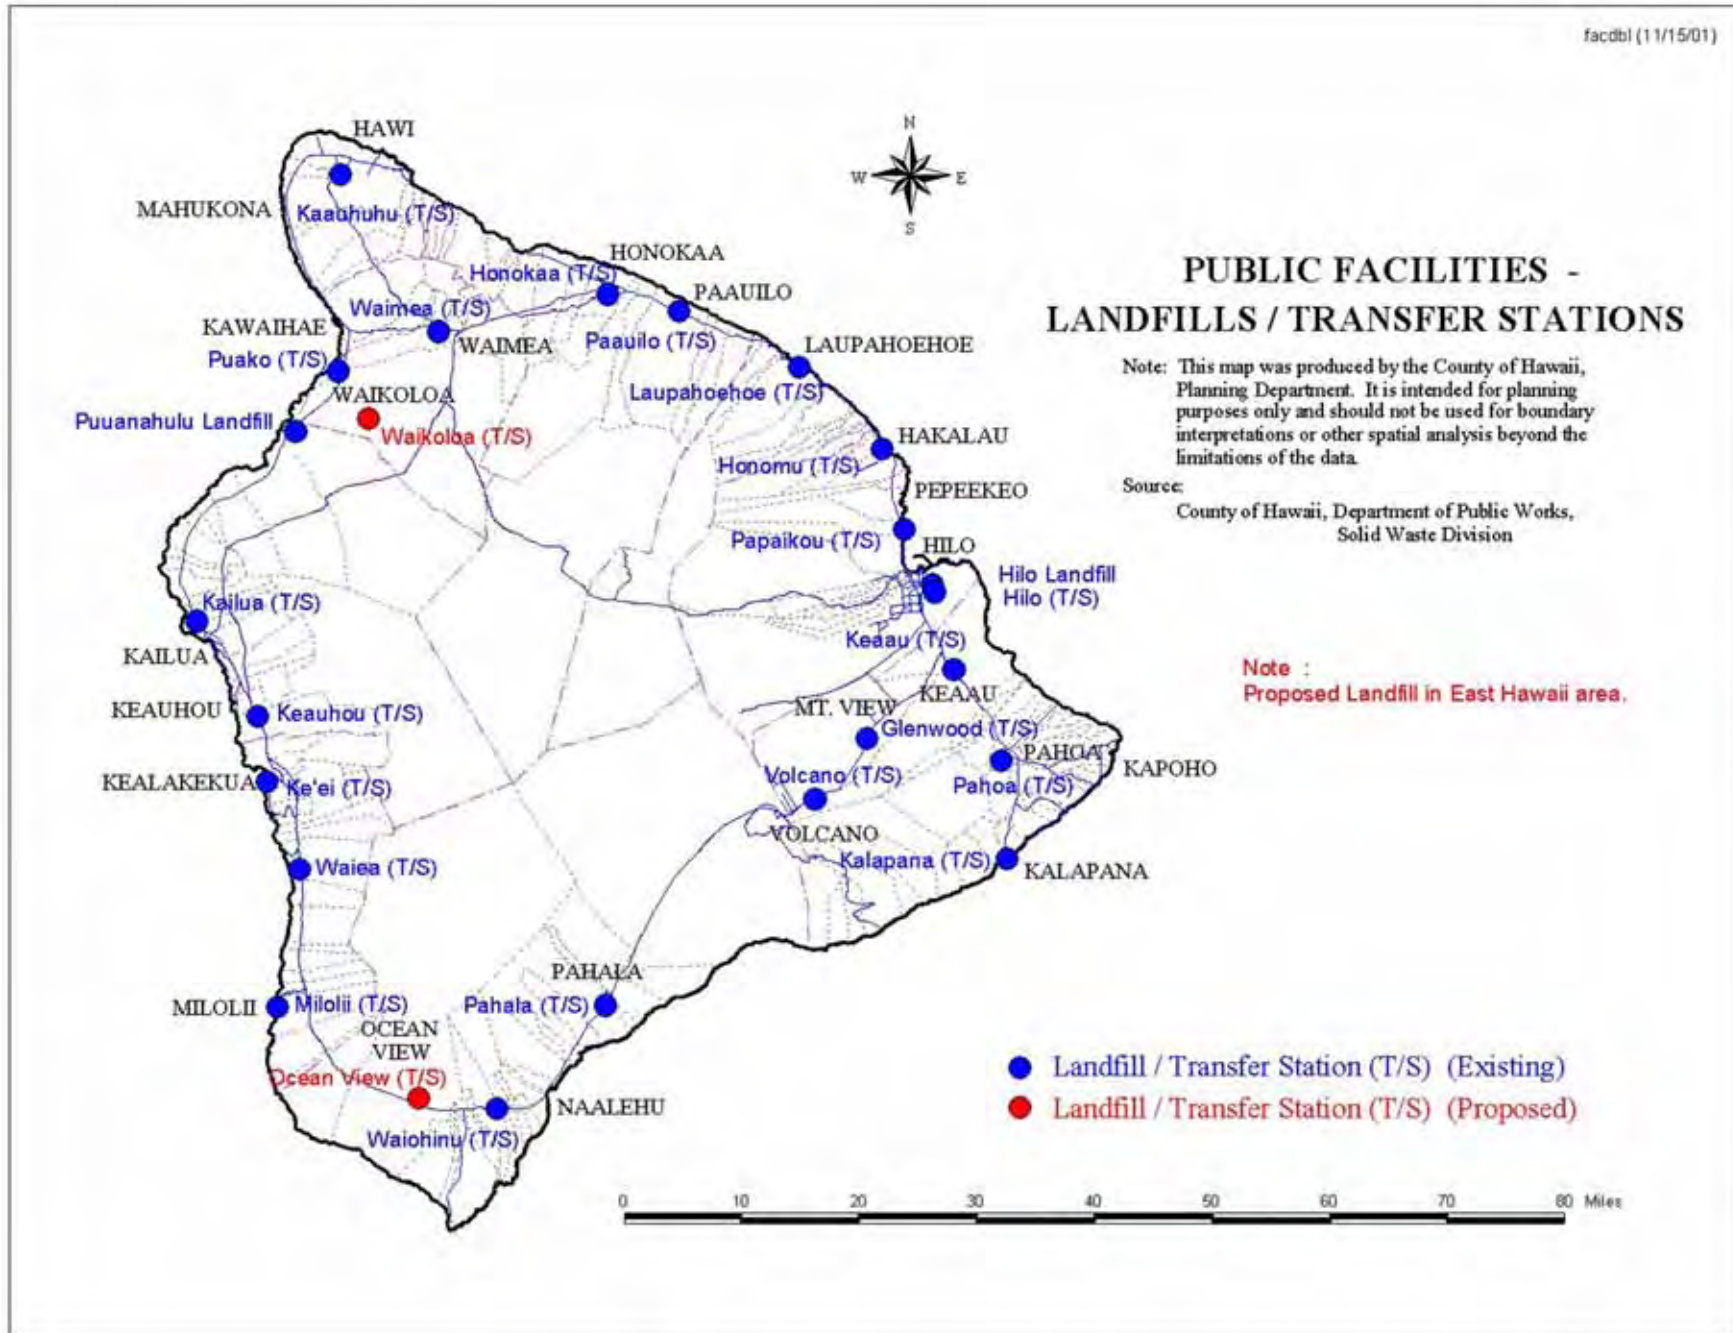 facdbl (11/15/01)
HAWI
N
W
E
S
MAHUKONA
Kaauhuhu (T/S)
HONOKAA
Honokaa (T/S)
PUBLIC FACILITIES -
LANDFILLS / TRANSFER STATIONS
PAAUILO
Waimea (T/S)
KAWAIHAE
WAIMEA
Paauilo (T/S)
LAUPAHOEHOE
Puako (T/S)
Note: This map was produced by the County of Hawaii,
Planning Department. It is intended for planning
purposes only and should not be used for boundary
interpretations or other spatial analysis beyond the
limitations of the data.
WAIKOLOA
Laupahoehoe (T/S)
Puuanahulu Landfill
Waikoloa (T/S)
HAKALAU
Honomu (T/S)
Source:
County of Hawaii, Department of Public Works,
Solid Waste Division
PEPEEKEO
Papaikou (T/S)
HILO
Hilo Landfill
Hilo (T/S)
Kailua (T/S)
Keaau (T/S)
KAILUA
Note :
Proposed Landfill in East Hawaii area.
KEAAU
KEAUHOU
Keauhou (T/S)
MT. VIEW
Glenwood (T/S)
PAHOA
KAPOHO
KEALAKEKUA
Ke'ei (T/S)
Volcano (T/S)
Pahoa (T/S)
VOLCANO
Waiea (T/S)
Kalapana (T/S)
KALAPANA
PAHALA
MILOLII
Milolii (T/S)
Pahala (T/S)
OCEAN
VIEW
Ocean View (T/S)
Landfill / Transfer Station (T/S) (Existing)
NAALEHU
Landfill / Transfer Station (T/S) (Proposed)
Waiohinu (T/S)
0 10 20 30 40 50 60 70 80 Miles